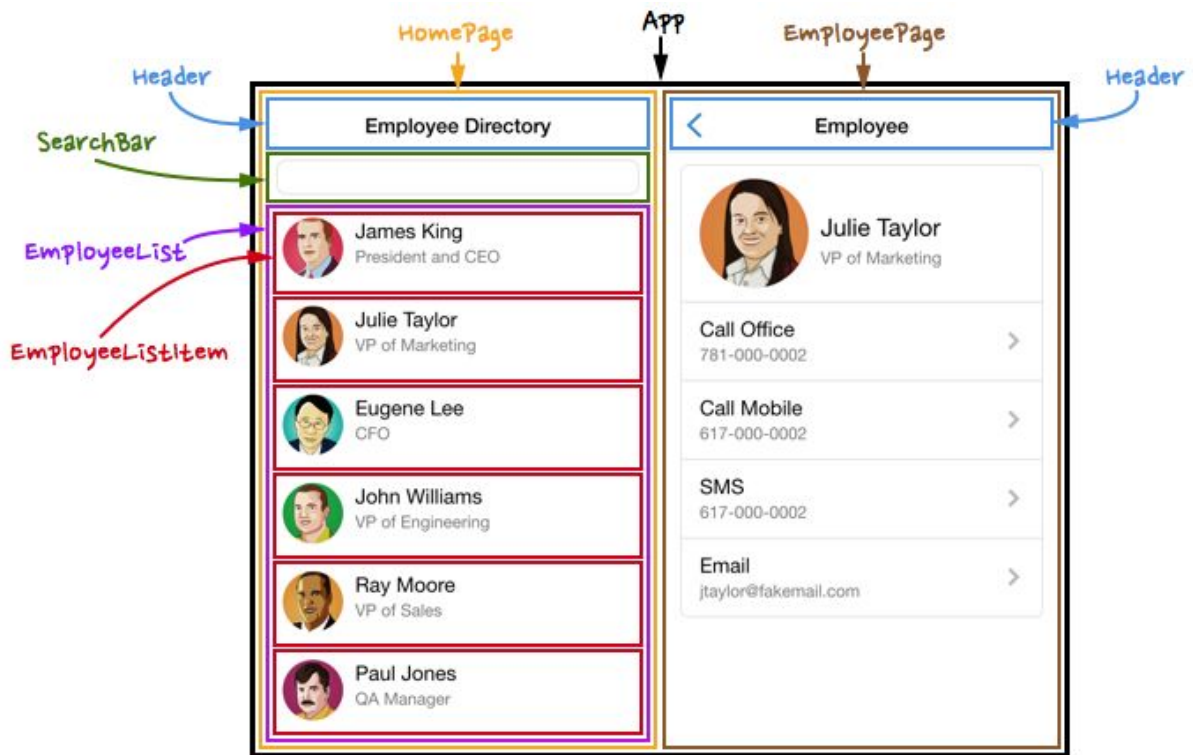 App
HomePage
EmployeePage
Header
Header
SearchBar
EmployeeList
EmployeeListItem
Employee Directory
James King
President and CEO
Julie Taylor
VP of Marketing
Eugene Lee
CFO
John Williams
VP of Engineering
Ray Moore
VP of Sales
Paul Jones
QA Manager
Employee
Julie Taylor
VP of Marketing
Call Office
781-000-0002
Call Mobile
617-000-0002
SMS
617-000-0002
Email
jtaylor@fakemail.com